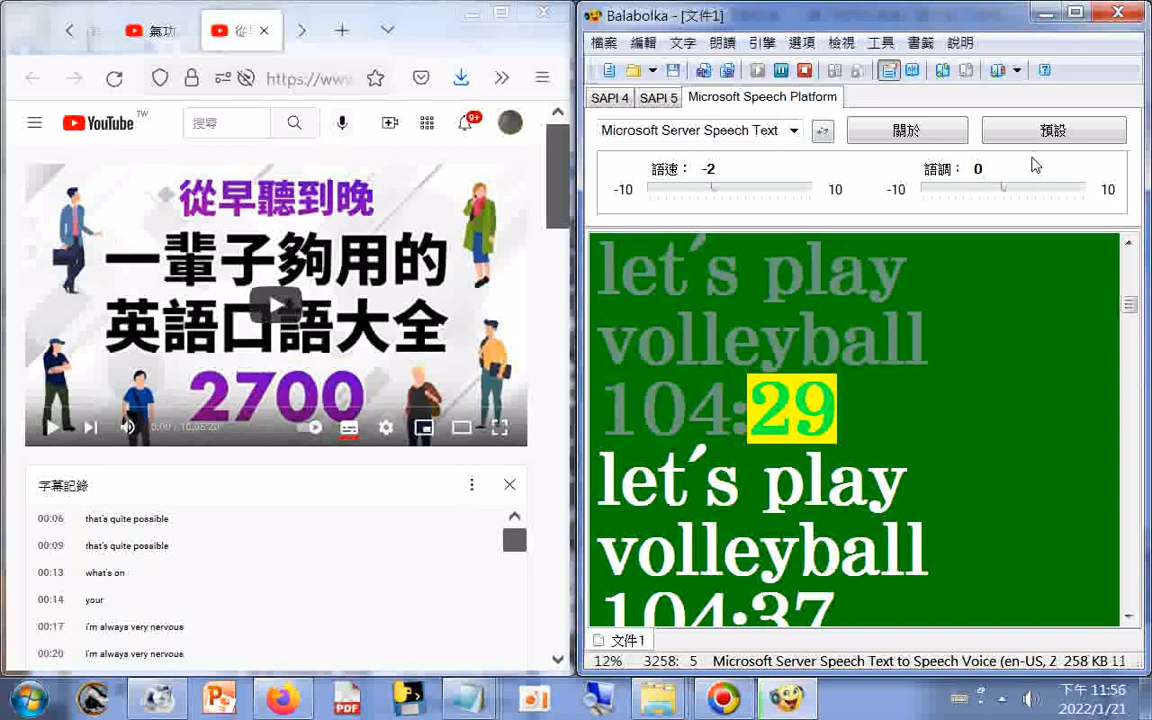 Balabolka - [文件1]
氣功
從
檔案 編輯 文字 朗讀 引擎 選項 檢視 工具 書籤 說明
https://www
SAPI 4 SAPI 5 Microsoft Speech Platform
YouTube TW
搜尋
9+
Microsoft Server Speech Text
關於
預設
語速： -2
語調： 0
-10 10 -10 10
從早聽到晚
一輩子夠用的
英語口語大全
2700
0:00 / 10:05:20
let's play
volleyball
104:29
let's play
volleyball
104:37
字幕記錄
00:06 that's quite possible
00:09 that's quite possible
00:13 what's on
00:14 your
00:17 i'm always very nervous
00:20 i'm always very nervous
文件1
12% 3258: 5 Microsoft Server Speech Text to Speech Voice (en-US, Z 258 KB 11
PDF
下午 11:56
2022/1/21